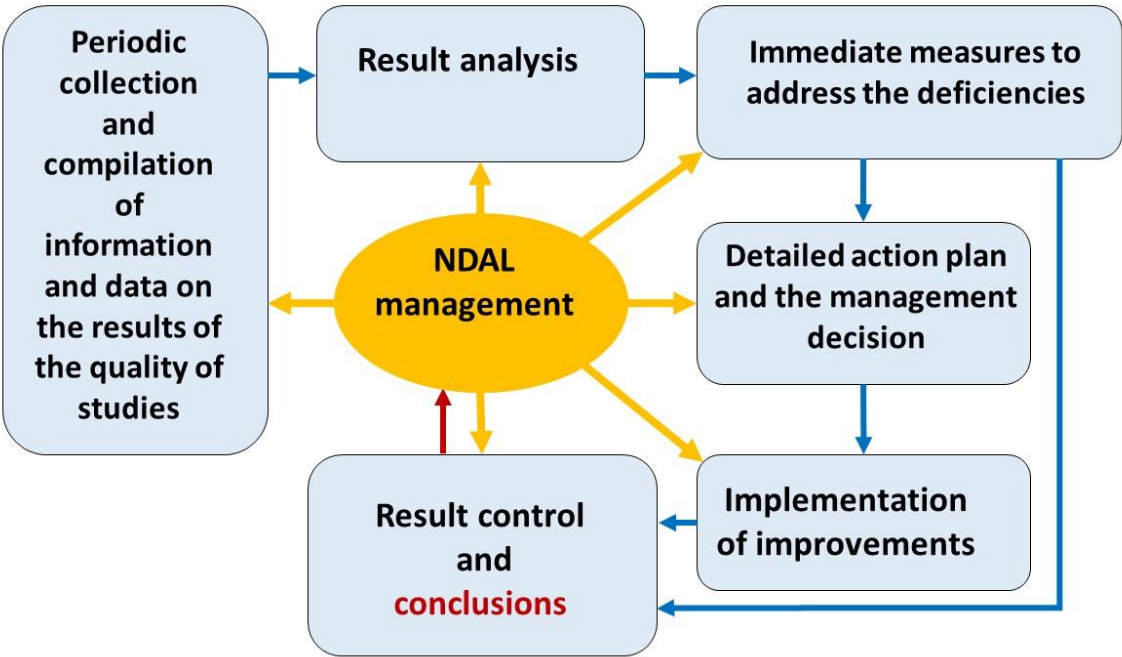 Periodic
collection
and
compilation
of
information
and data on
the results of
the quality of
studies
Result analysis
Immediate measures to
address the deficiencies
NDAL
management
Detailed action plan
and the management
decision
Result control
and
conclusions
Implementation
of improvements